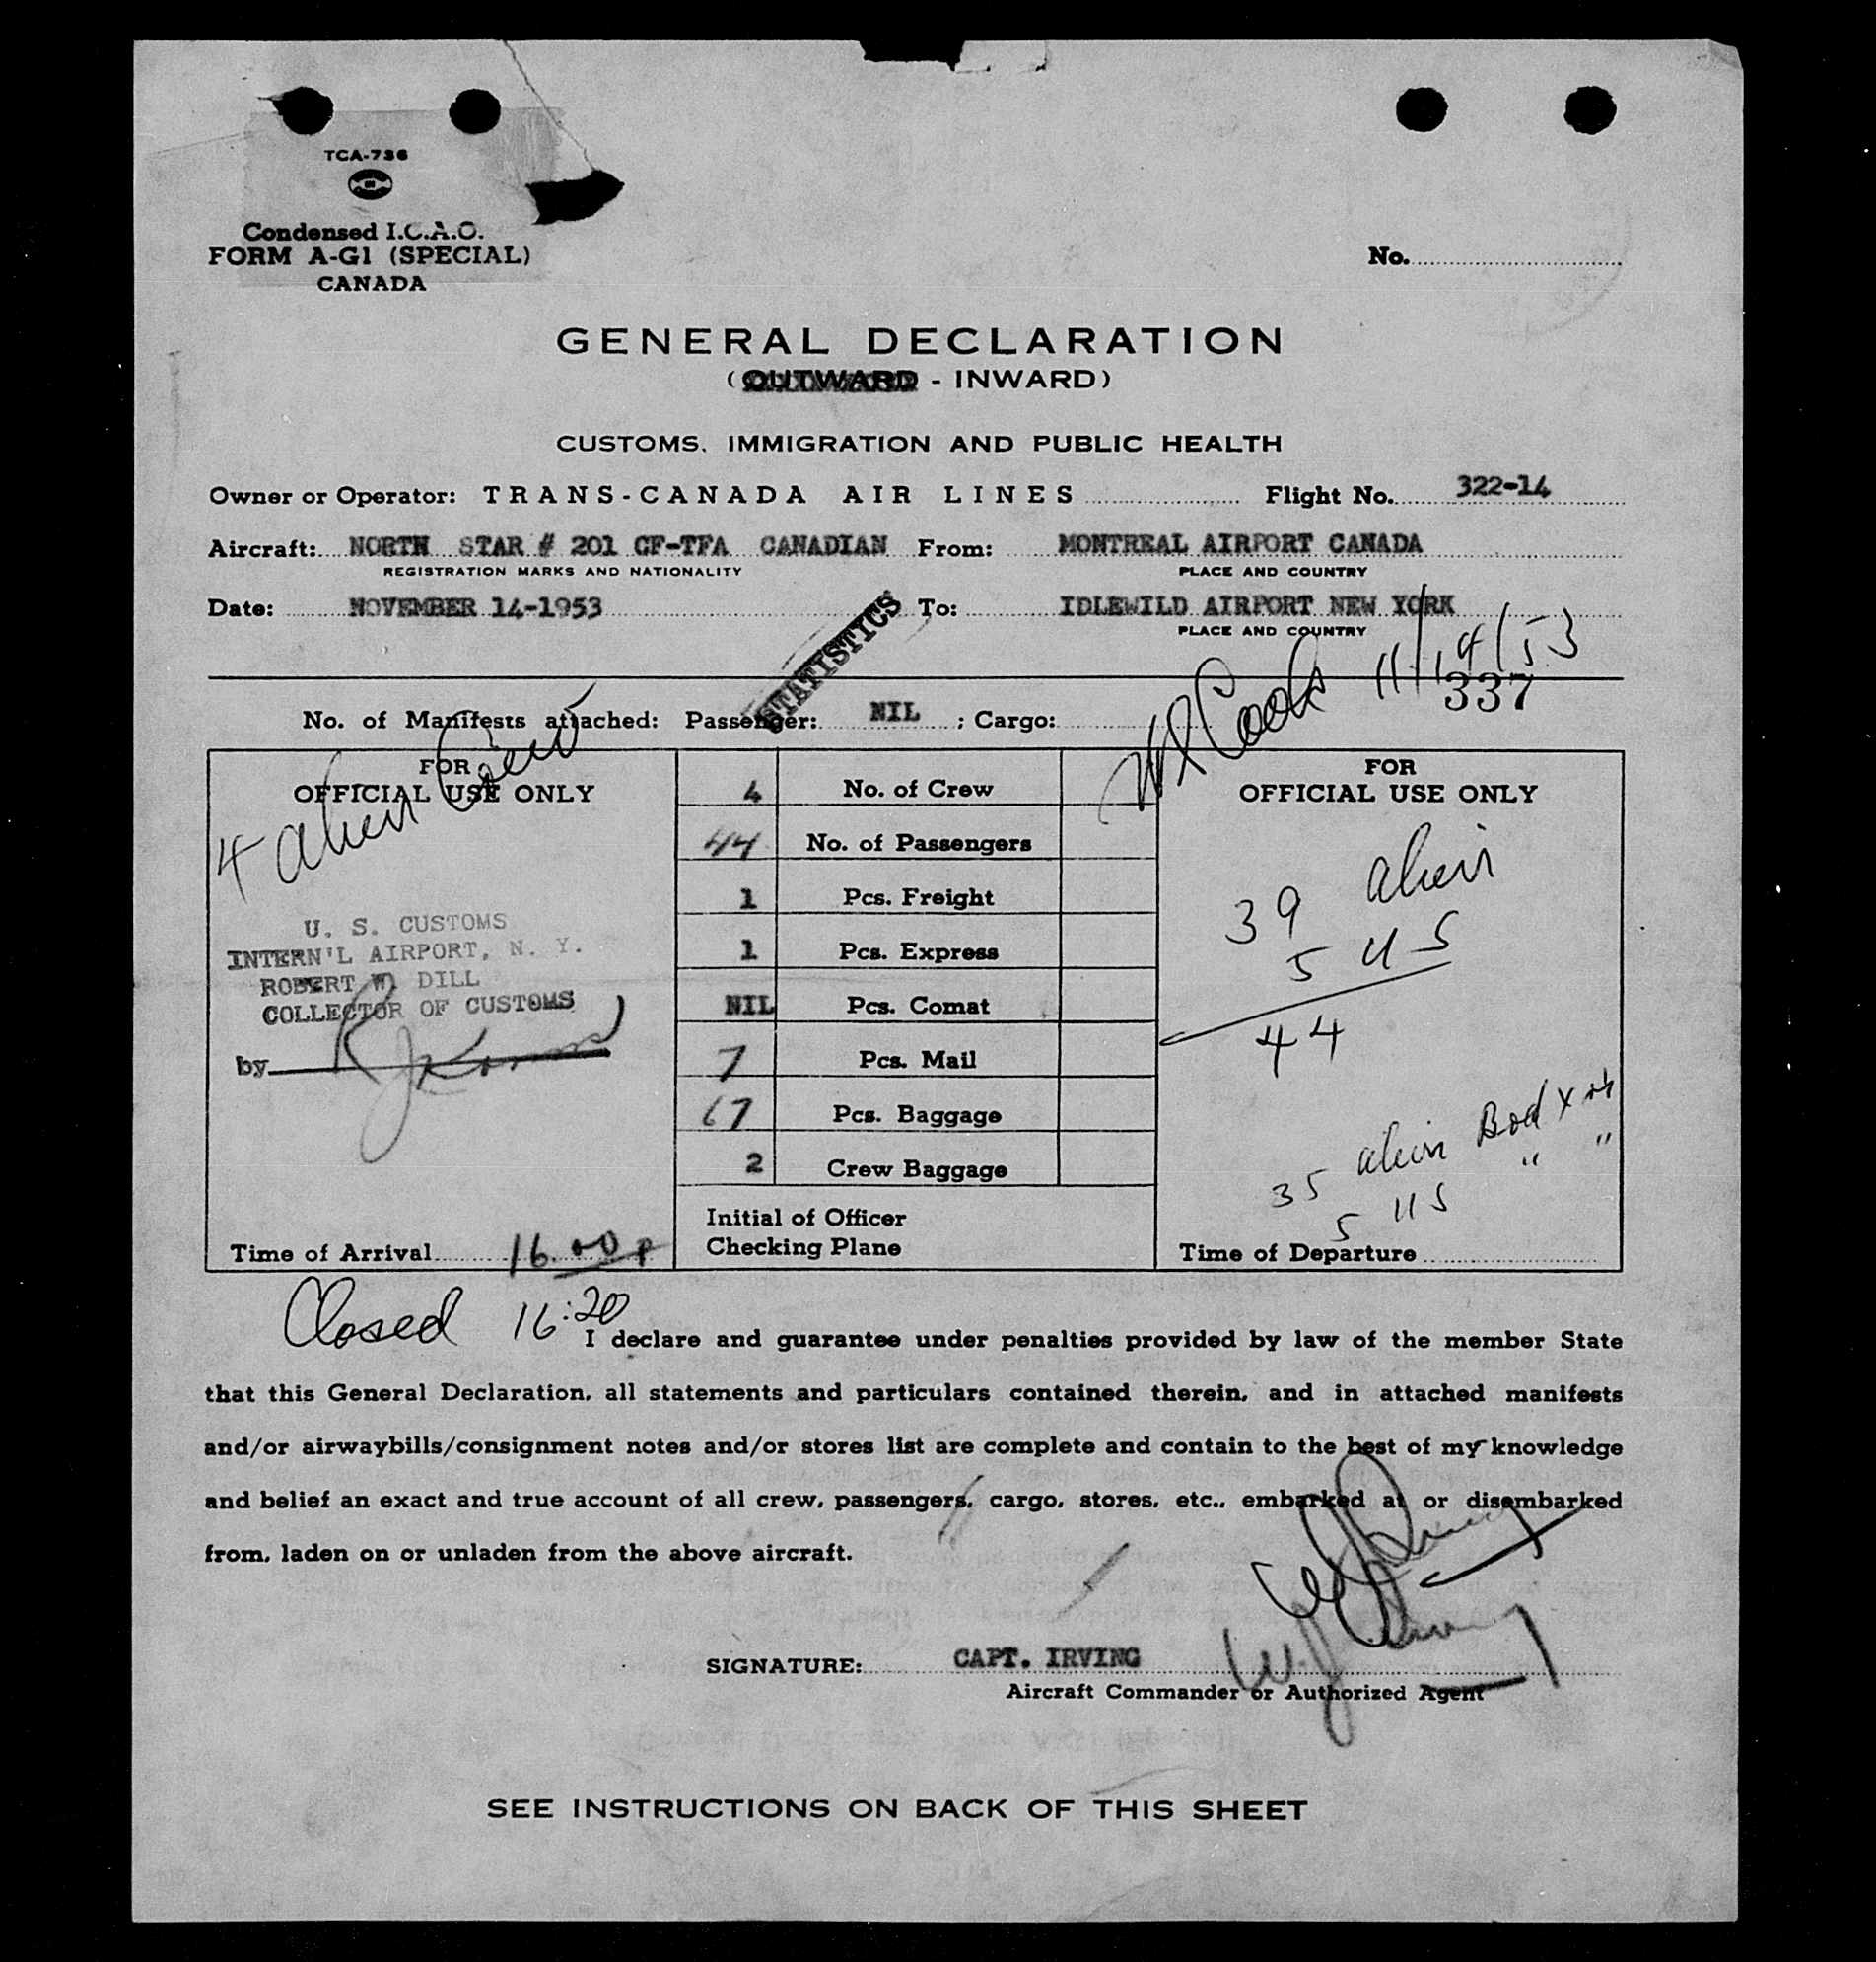 TCA-736
Condensed I.C.A.O.
FORM A-G1 (SPECIAL)
CANADA
No.
GENERAL DECLARATION
(OUTWARD - INWARD)
CUSTOMS, IMMIGRATION AND PUBLIC HEALTH
Owner or Operator: TRANS-CANADA AIR LINES Flight No. 322-14
Aircraft: NORTH STAR # 201 CF-TFA CANADIAN From: MONTREAL AIRPORT CANADA
REGISTRATION MARKS AND NATIONALITY PLACE AND COUNTRY
Date: NOVEMBER 14-1953 To: IDLEWILD AIRPORT NEW YORK
PLACE AND COUNTRY
STATISTICS
Cook 11/14/53
337
No. of Manifests attached: Passenger: NIL ; Cargo:
FOR
OFFICIAL USE ONLY
4 alien Crew
U. S. CUSTOMS
INTERN'L AIRPORT, N. Y.
ROBERT W. DILL
COLLECTOR OF CUSTOMS
by
Time of Arrival 16.00 P
4 No. of Crew
44 No. of Passengers
1 Pcs. Freight
1 Pcs. Express
NIL Pcs. Comat
7 Pcs. Mail
67 Pcs. Baggage
2 Crew Baggage
Initial of Officer
Checking Plane
FOR
OFFICIAL USE ONLY
39 alien
5 US
44
35 alien Bod
5 US " "
Time of Departure
Closed 16:20
I declare and guarantee under penalties provided by law of the member State
that this General Declaration, all statements and particulars contained therein, and in attached manifests
and/or airwaybills/consignment notes and/or stores list are complete and contain to the best of my knowledge
and belief an exact and true account of all crew, passengers, cargo, stores, etc., embarked at or disembarked
from, laden on or unladen from the above aircraft.
W J Irving
SIGNATURE: CAPT. IRVING W. J. Irving
Aircraft Commander or Authorized Agent
SEE INSTRUCTIONS ON BACK OF THIS SHEET